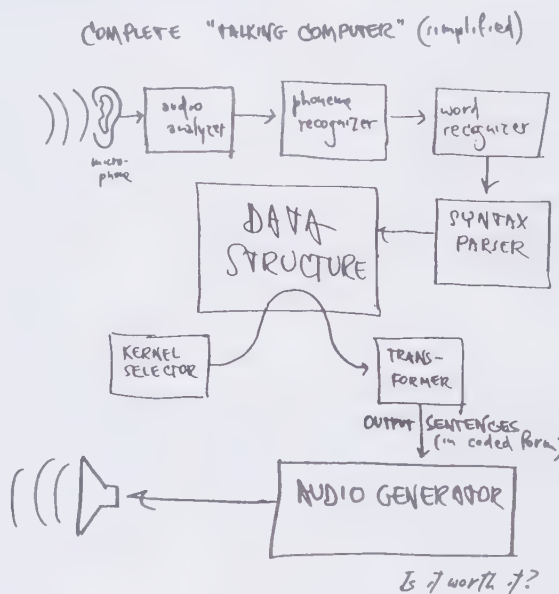 COMPLETE "TALKING COMPUTER" (simplified)
micro-
phone
audio
analyzer
phoneme
recognizer
word
recognizer
SYNTAX
PARSER
DATA
STRUCTURE
KERNEL
SELECTOR
TRANS-
FORMER
OUTPUT SENTENCES
(in coded form)
AUDIO GENERATOR
Is it worth it?